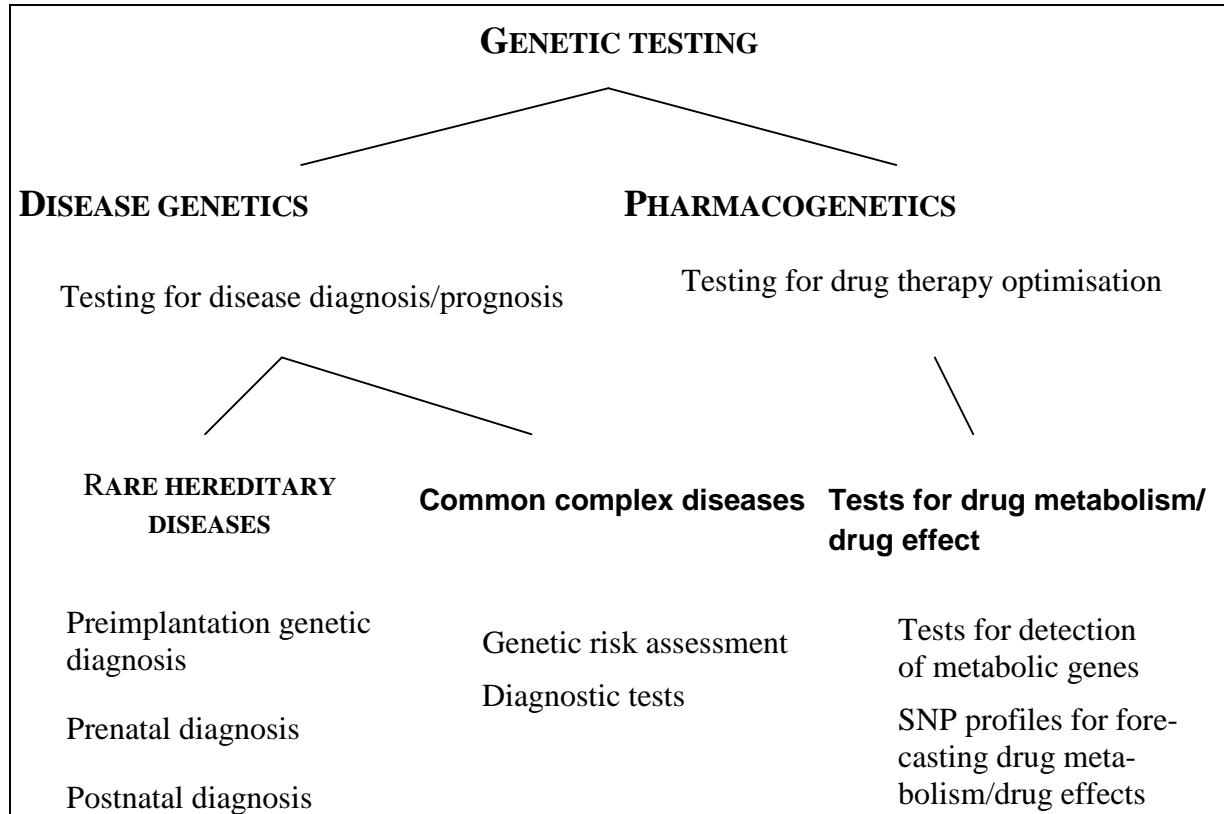 GENETIC TESTING
DISEASE GENETICS
PHARMACOGENETICS
Testing for disease diagnosis/prognosis
Testing for drug therapy optimisation
RARE HEREDITARY
DISEASES
Common complex diseases
Tests for drug metabolism/
drug effect
Preimplantation genetic
diagnosis
Prenatal diagnosis
Postnatal diagnosis
Genetic risk assessment
Diagnostic tests
Tests for detection
of metabolic genes
SNP profiles for fore-
casting drug meta-
bolism/drug effects